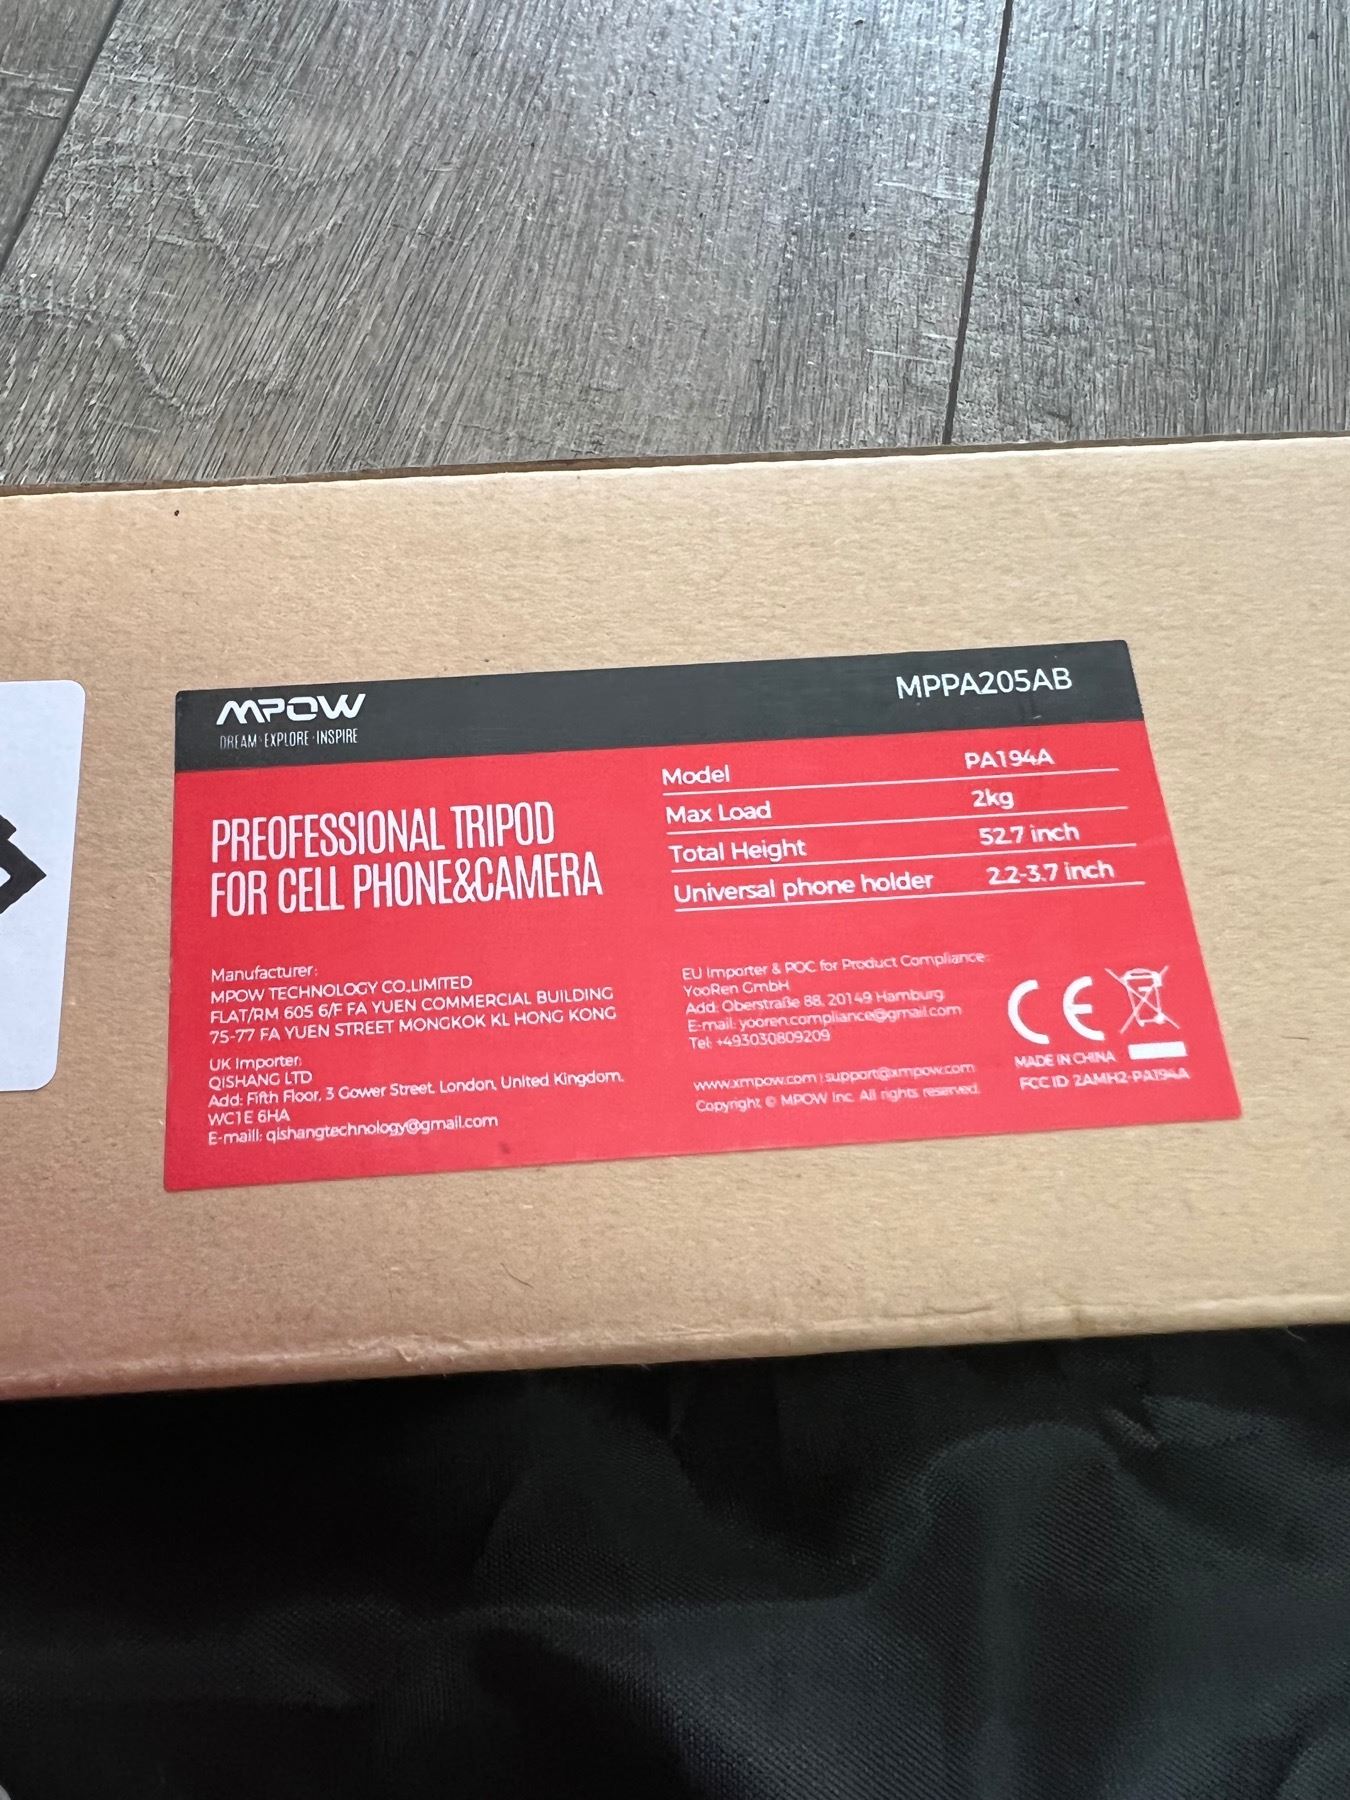 MPOW
DREAM·EXPLORE·INSPIRE
MPPA205AB
PREOFESSIONAL TRIPOD
FOR CELL PHONE&CAMERA
Model PA194A
Max Load 2kg
Total Height 52.7 inch
Universal phone holder 2.2-3.7 inch
Manufacturer:
MPOW TECHNOLOGY CO.,LIMITED
FLAT/RM 605 6/F FA YUEN COMMERCIAL BUILDING
75-77 FA YUEN STREET MONGKOK KL HONG KONG
UK Importer:
QISHANG LTD
Add: Fifth Floor, 3 Gower Street, London, United Kingdom,
WC1E 6HA
E-maill: qishangtechnology@gmail.com
EU Importer & POC for Product Compliance:
YooRen GmbH
Add: Oberstraße 88, 20149 Hamburg
E-mail: yooren.compliance@gmail.com
Tel: +493030809209
www.xmpow.com | support@xmpow.com
Copyright © MPOW Inc. All rights reserved.
CE
MADE IN CHINA
FCC ID 2AMH2-PA194A